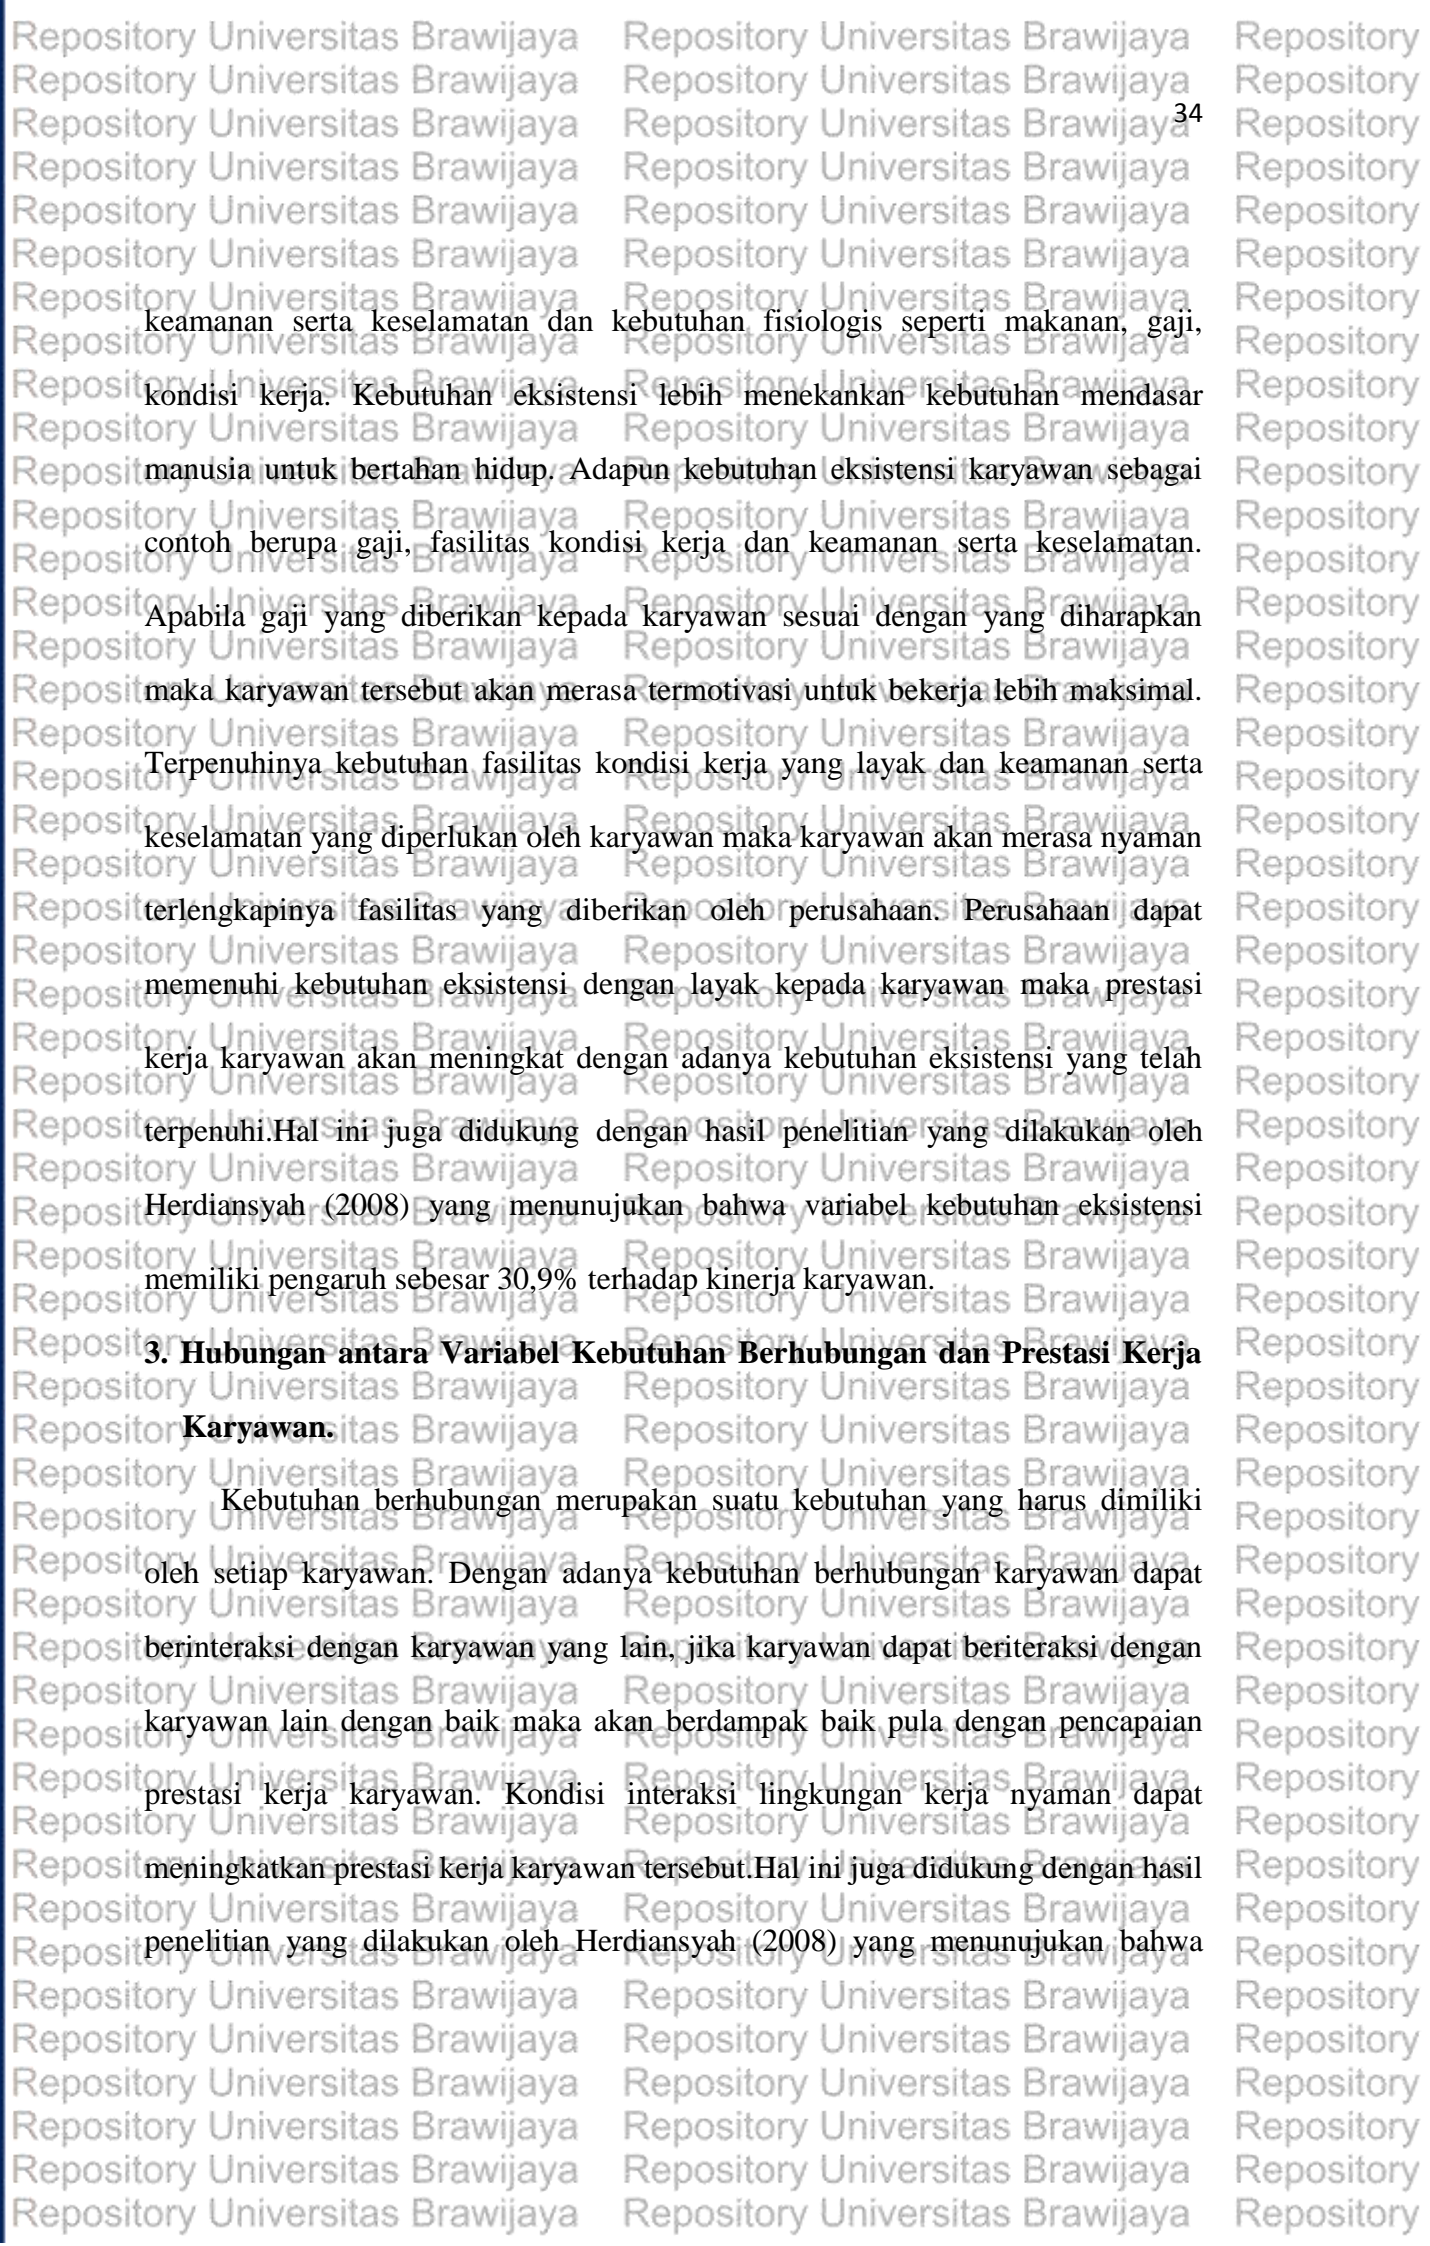 34
keamanan serta keselamatan dan kebutuhan fisiologis seperti makanan, gaji,
kondisi kerja. Kebutuhan eksistensi lebih menekankan kebutuhan mendasar
manusia untuk bertahan hidup. Adapun kebutuhan eksistensi karyawan sebagai
contoh berupa gaji, fasilitas kondisi kerja dan keamanan serta keselamatan.
Apabila gaji yang diberikan kepada karyawan sesuai dengan yang diharapkan
maka karyawan tersebut akan merasa termotivasi untuk bekerja lebih maksimal.
Terpenuhinya kebutuhan fasilitas kondisi kerja yang layak dan keamanan serta
keselamatan yang diperlukan oleh karyawan maka karyawan akan merasa nyaman
terlengkapinya fasilitas yang diberikan oleh perusahaan. Perusahaan dapat
memenuhi kebutuhan eksistensi dengan layak kepada karyawan maka prestasi
kerja karyawan akan meningkat dengan adanya kebutuhan eksistensi yang telah
terpenuhi.Hal ini juga didukung dengan hasil penelitian yang dilakukan oleh
Herdiansyah (2008) yang menunujukan bahwa variabel kebutuhan eksistensi
memiliki pengaruh sebesar 30,9% terhadap kinerja karyawan.
3. Hubungan antara Variabel Kebutuhan Berhubungan dan Prestasi Kerja
Karyawan.
Kebutuhan berhubungan merupakan suatu kebutuhan yang harus dimiliki
oleh setiap karyawan. Dengan adanya kebutuhan berhubungan karyawan dapat
berinteraksi dengan karyawan yang lain, jika karyawan dapat beriteraksi dengan
karyawan lain dengan baik maka akan berdampak baik pula dengan pencapaian
prestasi kerja karyawan. Kondisi interaksi lingkungan kerja nyaman dapat
meningkatkan prestasi kerja karyawan tersebut.Hal ini juga didukung dengan hasil
penelitian yang dilakukan oleh Herdiansyah (2008) yang menunujukan bahwa